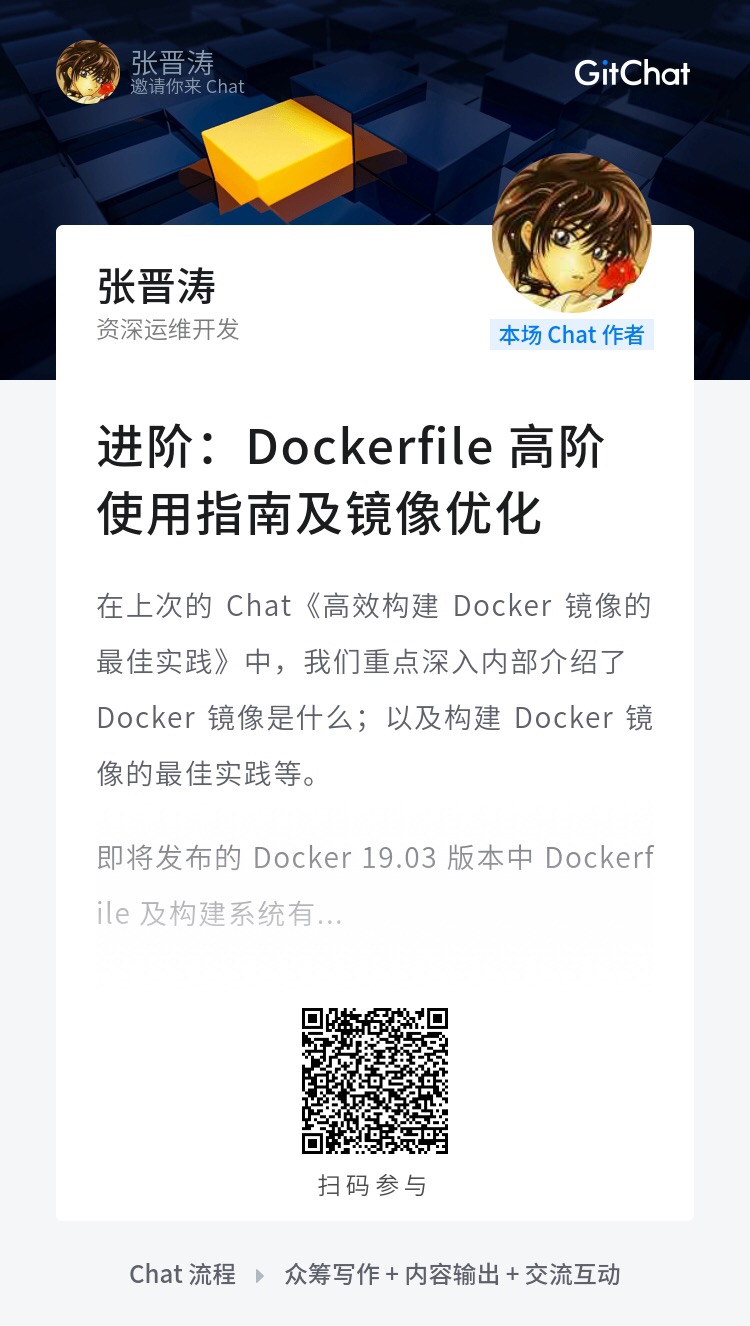 张晋涛
邀请你来 Chat
GitChat
张晋涛
资深运维开发
本场 Chat 作者
进阶：Dockerfile 高阶
使用指南及镜像优化
在上次的 Chat《高效构建 Docker 镜像的
最佳实践》中，我们重点深入内部介绍了
Docker 镜像是什么；以及构建 Docker 镜
像的最佳实践等。
即将发布的 Docker 19.03 版本中 Dockerf
ile 及构建系统有...
扫码参与
Chat 流程 ▸ 众筹写作 + 内容输出 + 交流互动